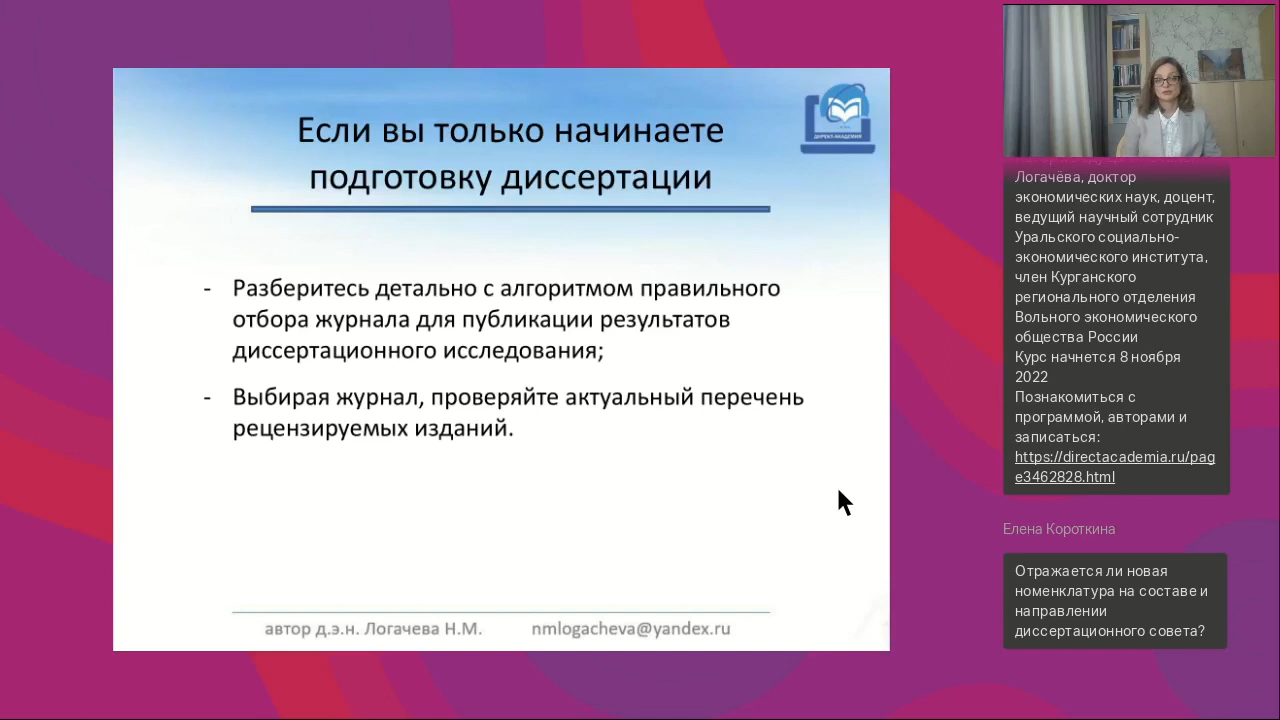 Если вы только начинаете
подготовку диссертации
ДИРЕКТ-АКАДЕМИЯ
- Разберитесь детально с алгоритмом правильного
отбора журнала для публикации результатов
диссертационного исследования;
- Выбирая журнал, проверяйте актуальный перечень
рецензируемых изданий.
автор д.э.н. Логачева Н.М. nmlogacheva@yandex.ru
Логачёва, доктор
экономических наук, доцент,
ведущий научный сотрудник
Уральского социально-
экономического института,
член Курганского
регионального отделения
Вольного экономического
общества России
Курс начнется 8 ноября
2022
Познакомиться с
программой, авторами и
записаться:
https://directacademia.ru/pag
e3462828.html
Елена Короткина
Отражается ли новая
номенклатура на составе и
направлении
диссертационного совета?